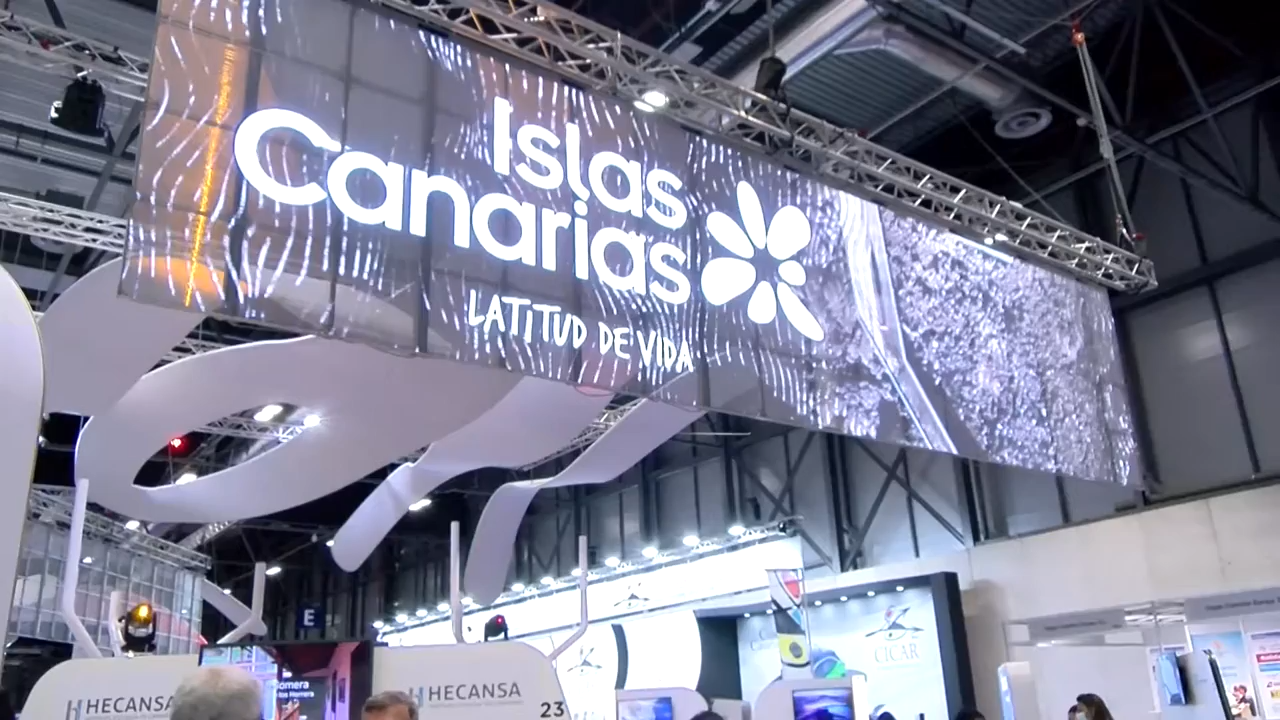 Islas
Canarias
LATITUD DE VIDA
E
CICAR
HECANSA
HECANSA
23